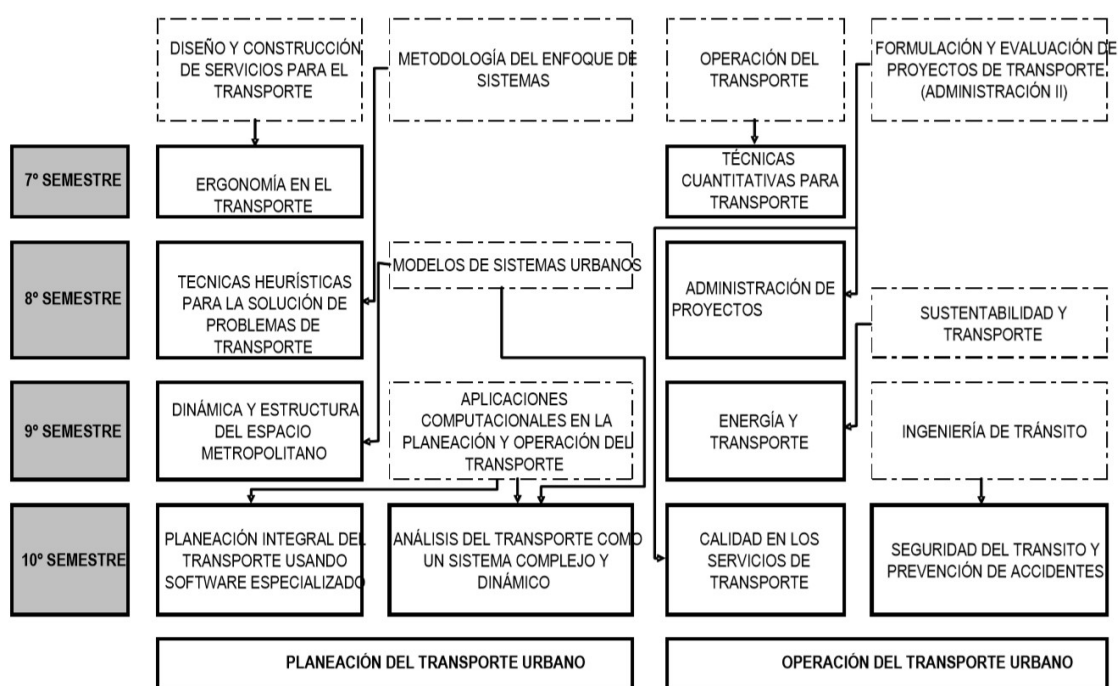 DISEÑO Y CONSTRUCCIÓN
DE SERVICIOS PARA EL
TRANSPORTE
METODOLOGÍA DEL ENFOQUE DE
SISTEMAS
OPERACIÓN DEL
TRANSPORTE
FORMULACIÓN Y EVALUACIÓN DE
PROYECTOS DE TRANSPORTE
(ADMINISTRACIÓN II)
7º SEMESTRE
ERGONOMÍA EN EL
TRANSPORTE
TÉCNICAS
CUANTITATIVAS PARA
TRANSPORTE
8º SEMESTRE
TECNICAS HEURÍSTICAS
PARA LA SOLUCIÓN DE
PROBLEMAS DE
TRANSPORTE
MODELOS DE SISTEMAS URBANOS
ADMINISTRACIÓN DE
PROYECTOS
SUSTENTABILIDAD Y
TRANSPORTE
9º SEMESTRE
DINÁMICA Y ESTRUCTURA
DEL ESPACIO
METROPOLITANO
APLICACIONES
COMPUTACIONALES EN LA
PLANEACIÓN Y OPERACIÓN DEL
TRANSPORTE
ENERGÍA Y
TRANSPORTE
INGENIERÍA DE TRÁNSITO
10º SEMESTRE
PLANEACIÓN INTEGRAL DEL
TRANSPORTE USANDO
SOFTWARE ESPECIALIZADO
ANÁLISIS DEL TRANSPORTE COMO
UN SISTEMA COMPLEJO Y
DINÁMICO
CALIDAD EN LOS
SERVICIOS DE
TRANSPORTE
SEGURIDAD DEL TRANSITO Y
PREVENCIÓN DE ACCIDENTES
PLANEACIÓN DEL TRANSPORTE URBANO
OPERACIÓN DEL TRANSPORTE URBANO